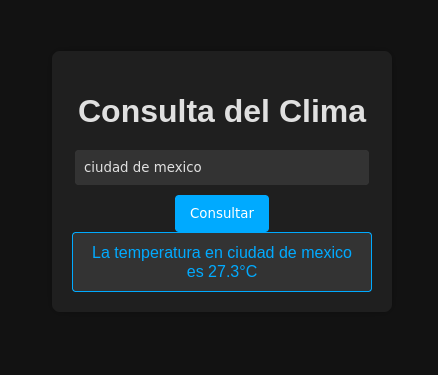 Consulta del Clima
ciudad de mexico
Consultar
La temperatura en ciudad de mexico
es 27.3°C